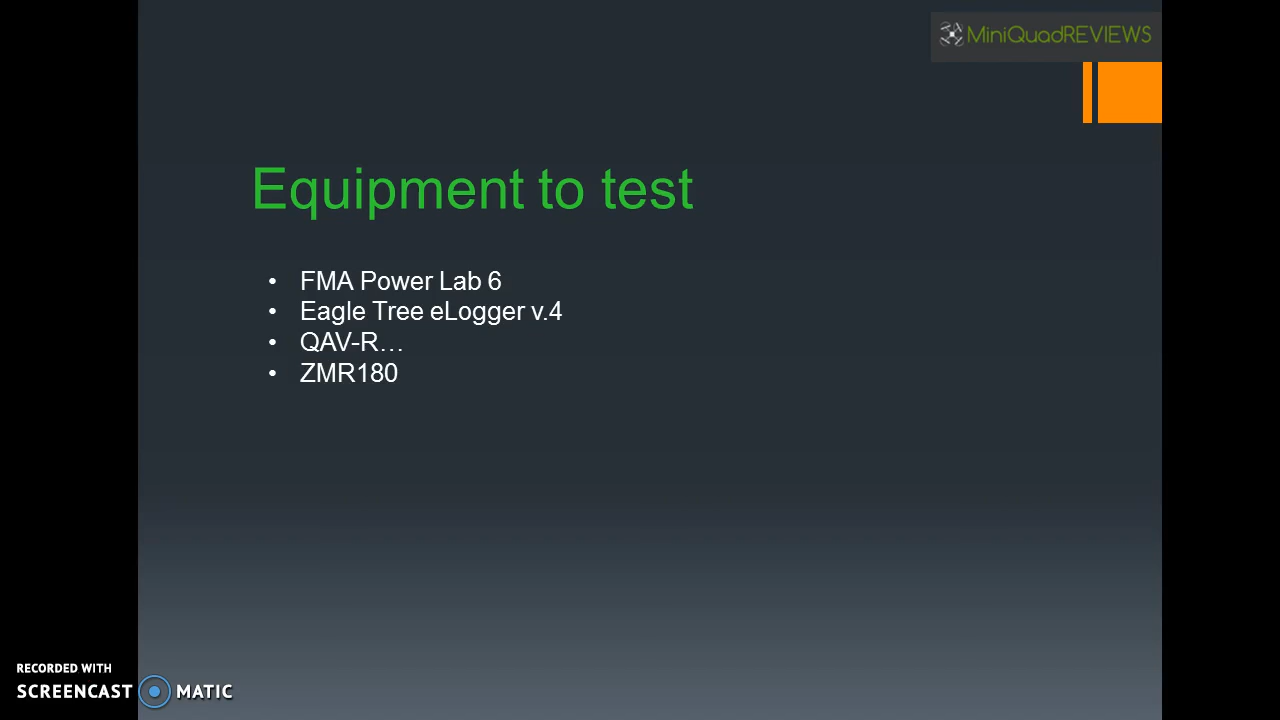 MiniQuadREVIEWS
Equipment to test
• FMA Power Lab 6
• Eagle Tree eLogger v.4
• QAV-R…
• ZMR180
RECORDED WITH
SCREENCAST MATIC